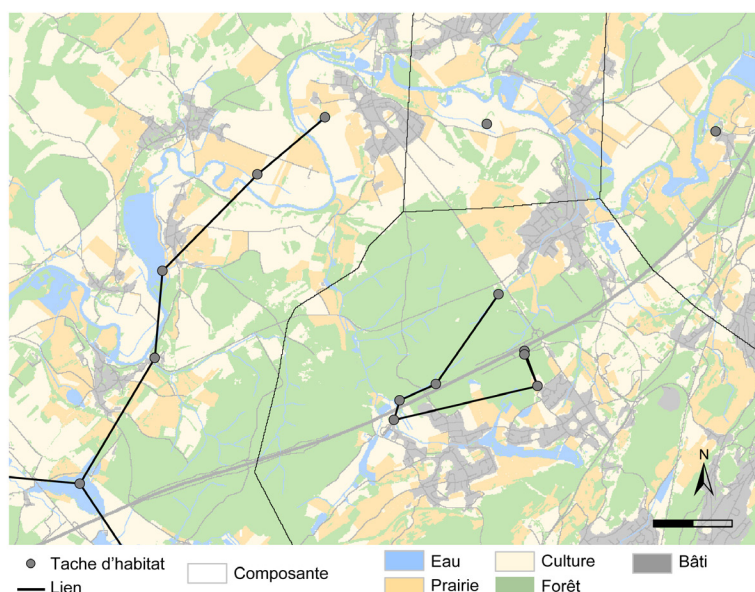 N
Tache d'habitat
Lien
Composante
Eau
Prairie
Culture
Forêt
Bâti